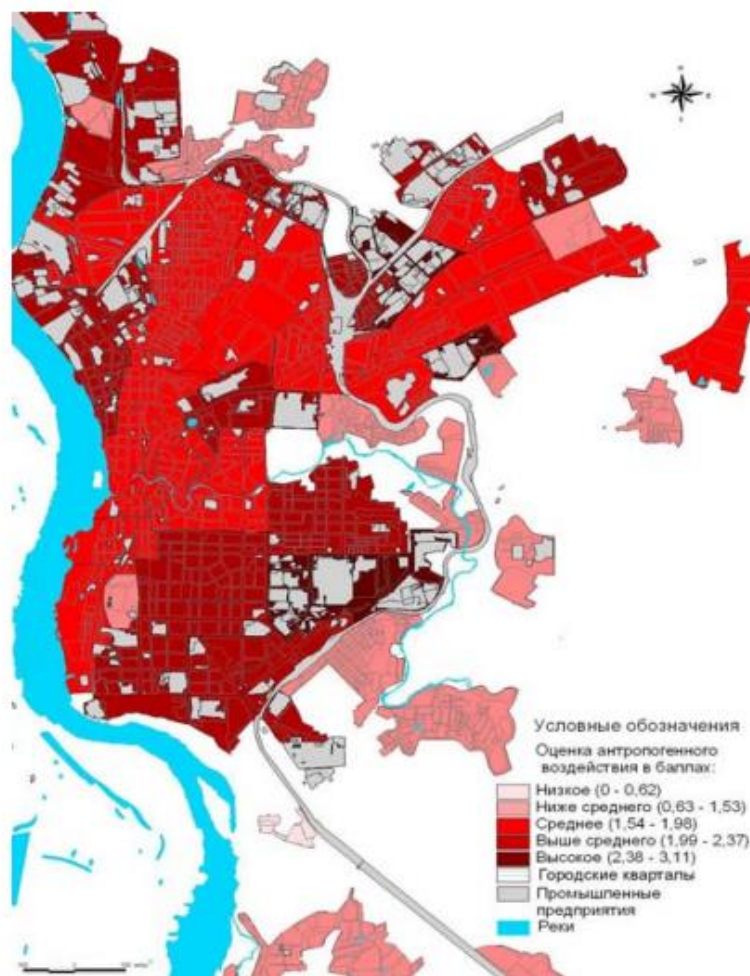 Условные обозначения
Оценка антропогенного
воздействия в баллах:
Низкое (0 - 0,62)
Ниже среднего (0,63 - 1,53)
Среднее (1,54 - 1,98)
Выше среднего (1,99 - 2,37)
Высокое (2,38 - 3,11)
Городские кварталы
Промышленные
предприятия
Реки